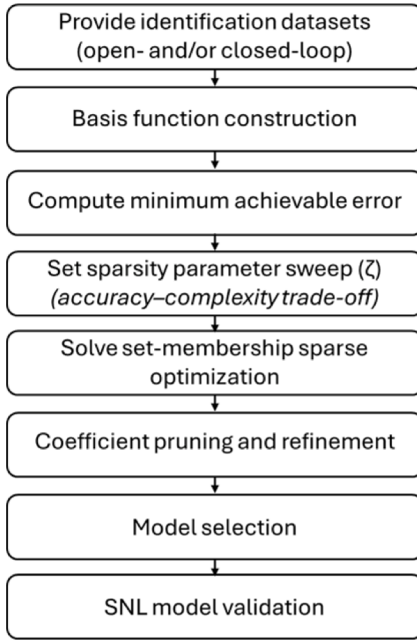 Provide identification datasets
(open- and/or closed-loop)
Basis function construction
Compute minimum achievable error
Set sparsity parameter sweep (ζ)
(accuracy–complexity trade-off)
Solve set-membership sparse
optimization
Coefficient pruning and refinement
Model selection
SNL model validation